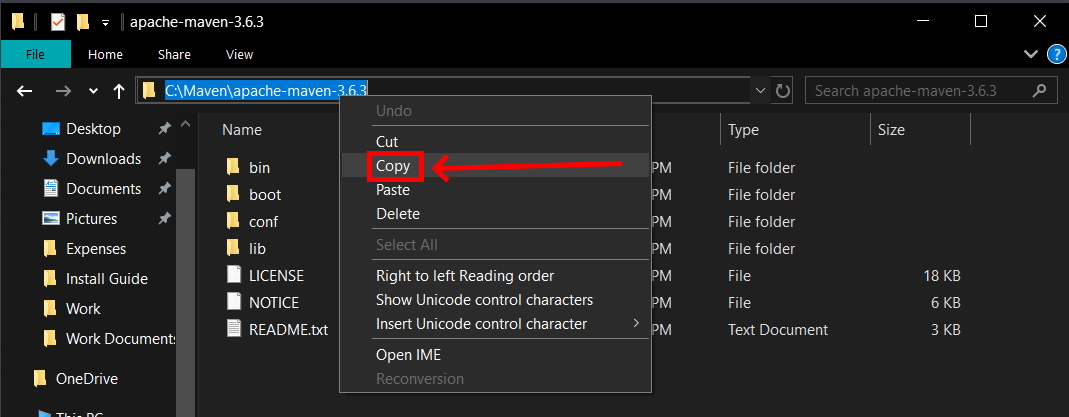 apache-maven-3.6.3
File Home Share View
C:\Maven\apache-maven-3.6.3 Search apache-maven-3.6.3
Desktop
Downloads
Documents
Pictures
Expenses
Install Guide
Work
Work Documents
OneDrive
This PC
Name Type Size
bin PM File folder
boot PM File folder
conf PM File folder
lib PM File folder
LICENSE PM File 18 KB
NOTICE PM File 6 KB
README.txt PM Text Document 3 KB
Undo
Cut
Copy
Paste
Delete
Select All
Right to left Reading order
Show Unicode control characters
Insert Unicode control character
Open IME
Reconversion